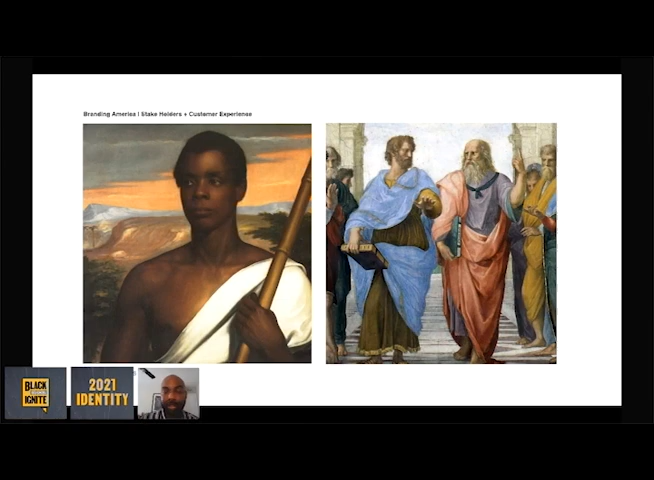 Branding America | Stake Holders + Customer Experience
BLACK
IGNITE
2021
IDENTITY